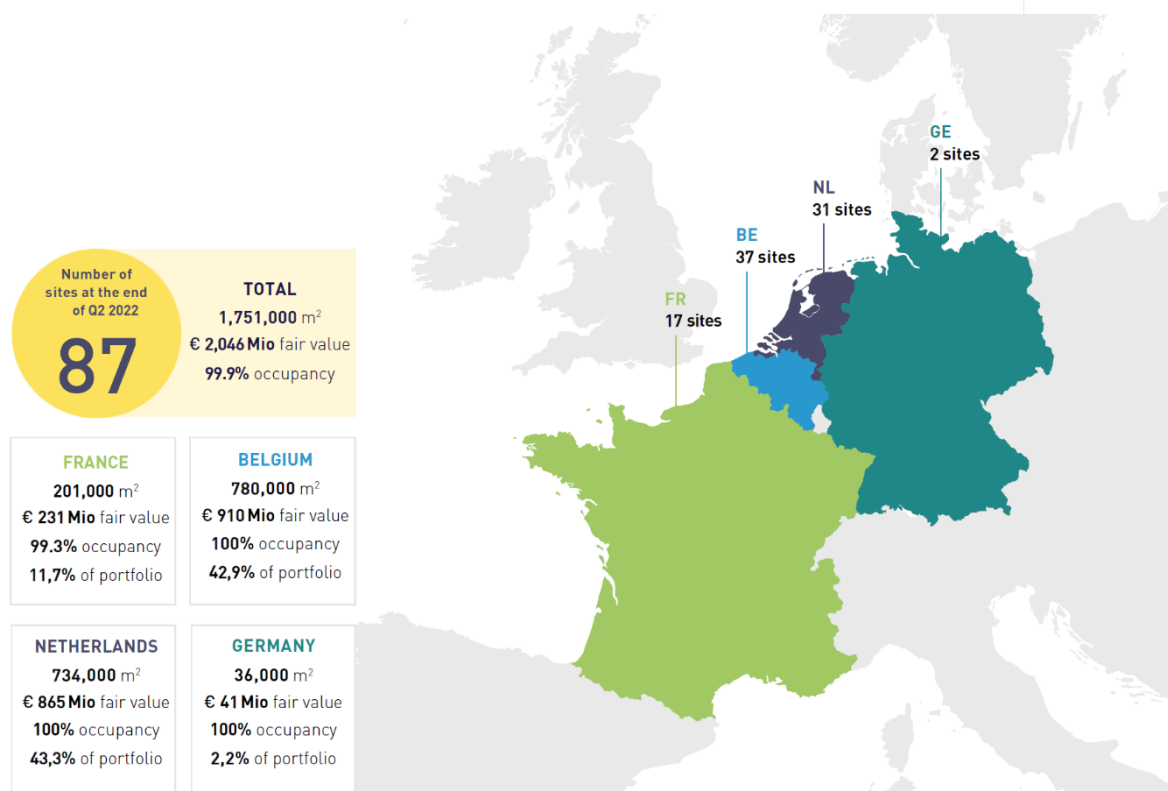 Number of
sites at the end
of Q2 2022
87
TOTAL
1,751,000 m²
€ 2,046 Mio fair value
99.9% occupancy
FRANCE
201,000 m²
€ 231 Mio fair value
99.3% occupancy
11,7% of portfolio
BELGIUM
780,000 m²
€ 910 Mio fair value
100% occupancy
42,9% of portfolio
NETHERLANDS
734,000 m²
€ 865 Mio fair value
100% occupancy
43,3% of portfolio
GERMANY
36,000 m²
€ 41 Mio fair value
100% occupancy
2,2% of portfolio
FR
17 sites
BE
37 sites
NL
31 sites
GE
2 sites